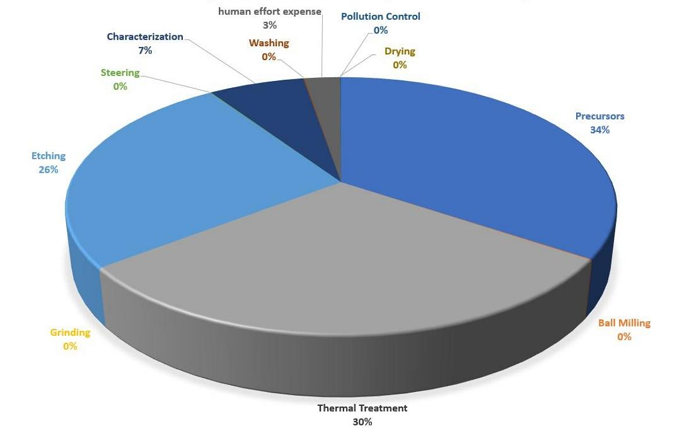 human effort expense
3%
Pollution Control
0%
Characterization
7%
Washing
0%
Drying
0%
Steering
0%
Precursors
34%
Etching
26%
Grinding
0%
Ball Milling
0%
Thermal Treatment
30%